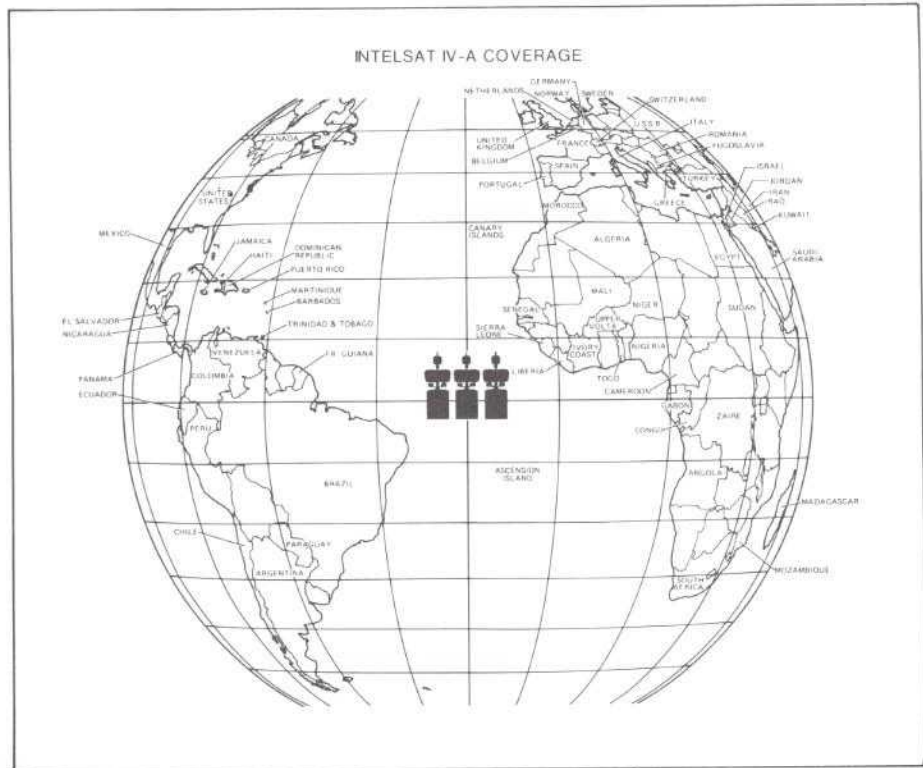 INTELSAT IV-A COVERAGE
GERMANY
NETHERLANDS
NORWAY
SWEDEN
SWITZERLAND
U.S.S.R.
ITALY
UNITED
KINGDOM
FRANCE
ROMANIA
YUGOSLAVIA
BELGIUM
SPAIN
ISRAEL
PORTUGAL
TURKEY
JORDAN
IRAN
IRAQ
KUWAIT
GREECE
CANADA
UNITED
STATES
MEXICO
MOROCCO
CANARY
ISLANDS
ALGERIA
EGYPT
SAUDI
ARABIA
JAMAICA
HAITI
DOMINICAN
REPUBLIC
PUERTO RICO
MARTINIQUE
BARBADOS
MALI
NIGER
SUDAN
SENEGAL
EL SALVADOR
NICARAGUA
TRINIDAD & TOBAGO
SIERRA
LEONE
UPPER
VOLTA
IVORY
COAST
NIGERIA
VENEZUELA
FR. GUIANA
LIBERIA
TOGO
PANAMA
COLOMBIA
CAMEROON
ECUADOR
GABON
ZAIRE
PERU
CONGO
BRAZIL
ASCENSION
ISLAND
ANGOLA
MADAGASCAR
CHILE
PARAGUAY
ARGENTINA
MOZAMBIQUE
SOUTH
AFRICA